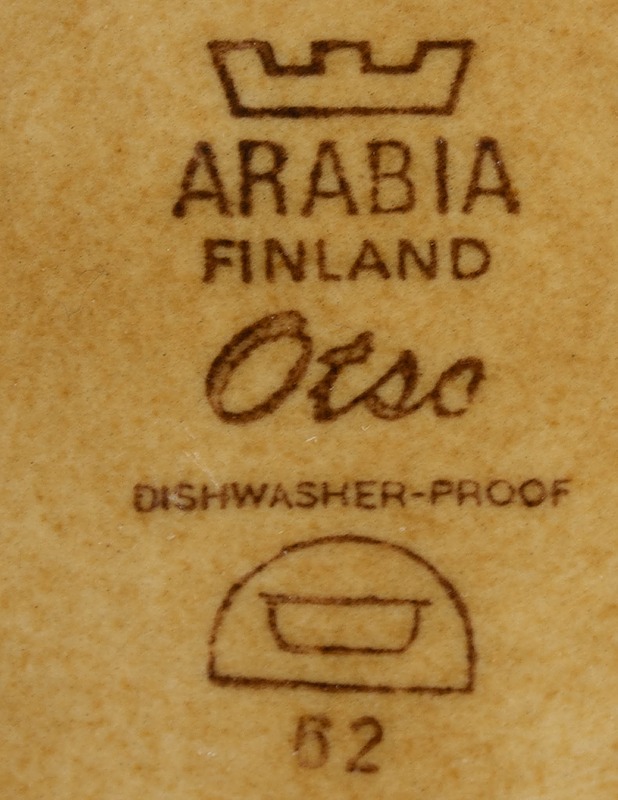 ARABIA
FINLAND
Otso
DISHWASHER-PROOF
62